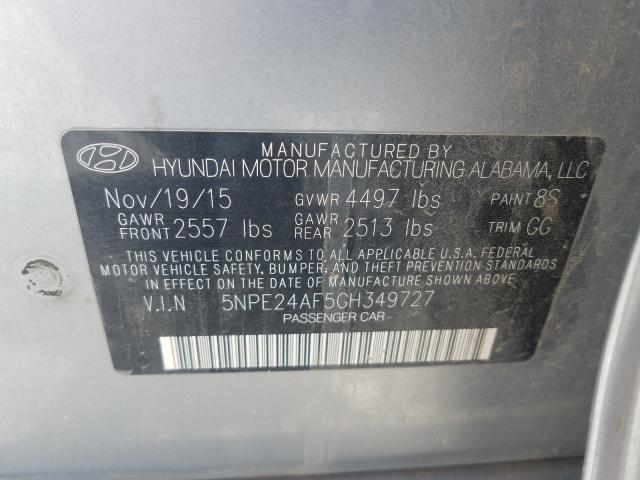 MANUFACTURED BY
HYUNDAI MOTOR MANUFACTURING ALABAMA, LLC
Nov/19/15 GVWR 4497 lbs PAINT 8S
GAWR FRONT 2557 lbs GAWR REAR 2513 lbs TRIM GG
THIS VEHICLE CONFORMS TO ALL APPLICABLE U.S.A. FEDERAL
MOTOR VEHICLE SAFETY, BUMPER, AND THEFT PREVENTION STANDARDS
IN EFFECT ON THE DATE OF MANUFACTURE SHOWN ABOVE
V.I.N 5NPE24AF5GH349727
PASSENGER CAR